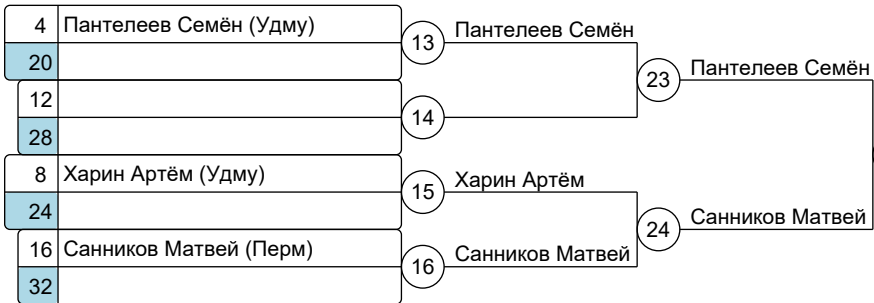 4 Пантелеев Семён (Удму)
13 Пантелеев Семён
20
23 Пантелеев Семён
12
14
28
8 Харин Артём (Удму)
15 Харин Артём
24
24 Санников Матвей
16 Санников Матвей (Перм)
16 Санников Матвей
32